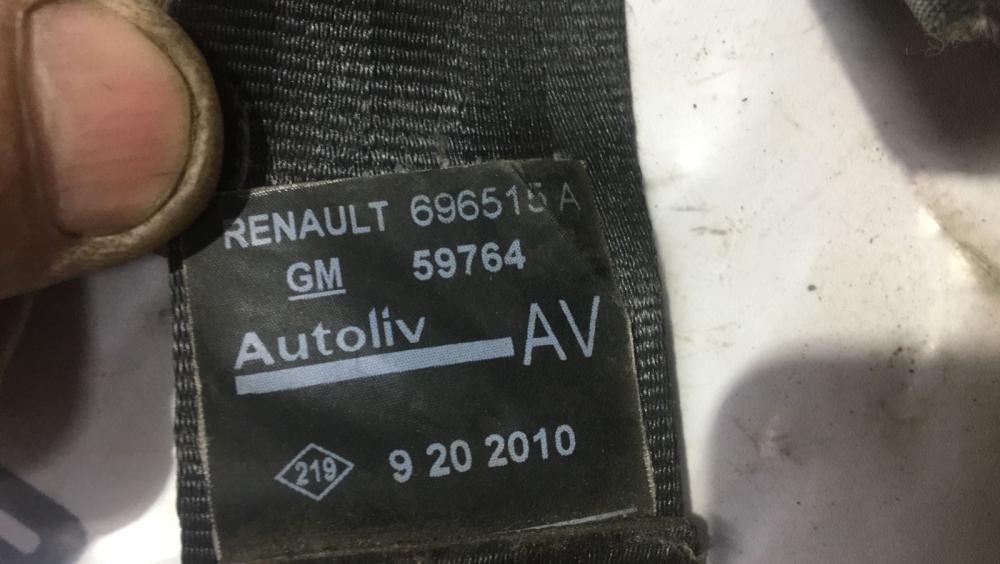 RENAULT 696515 A
GM 59764
Autoliv AV
219 9 20 2010